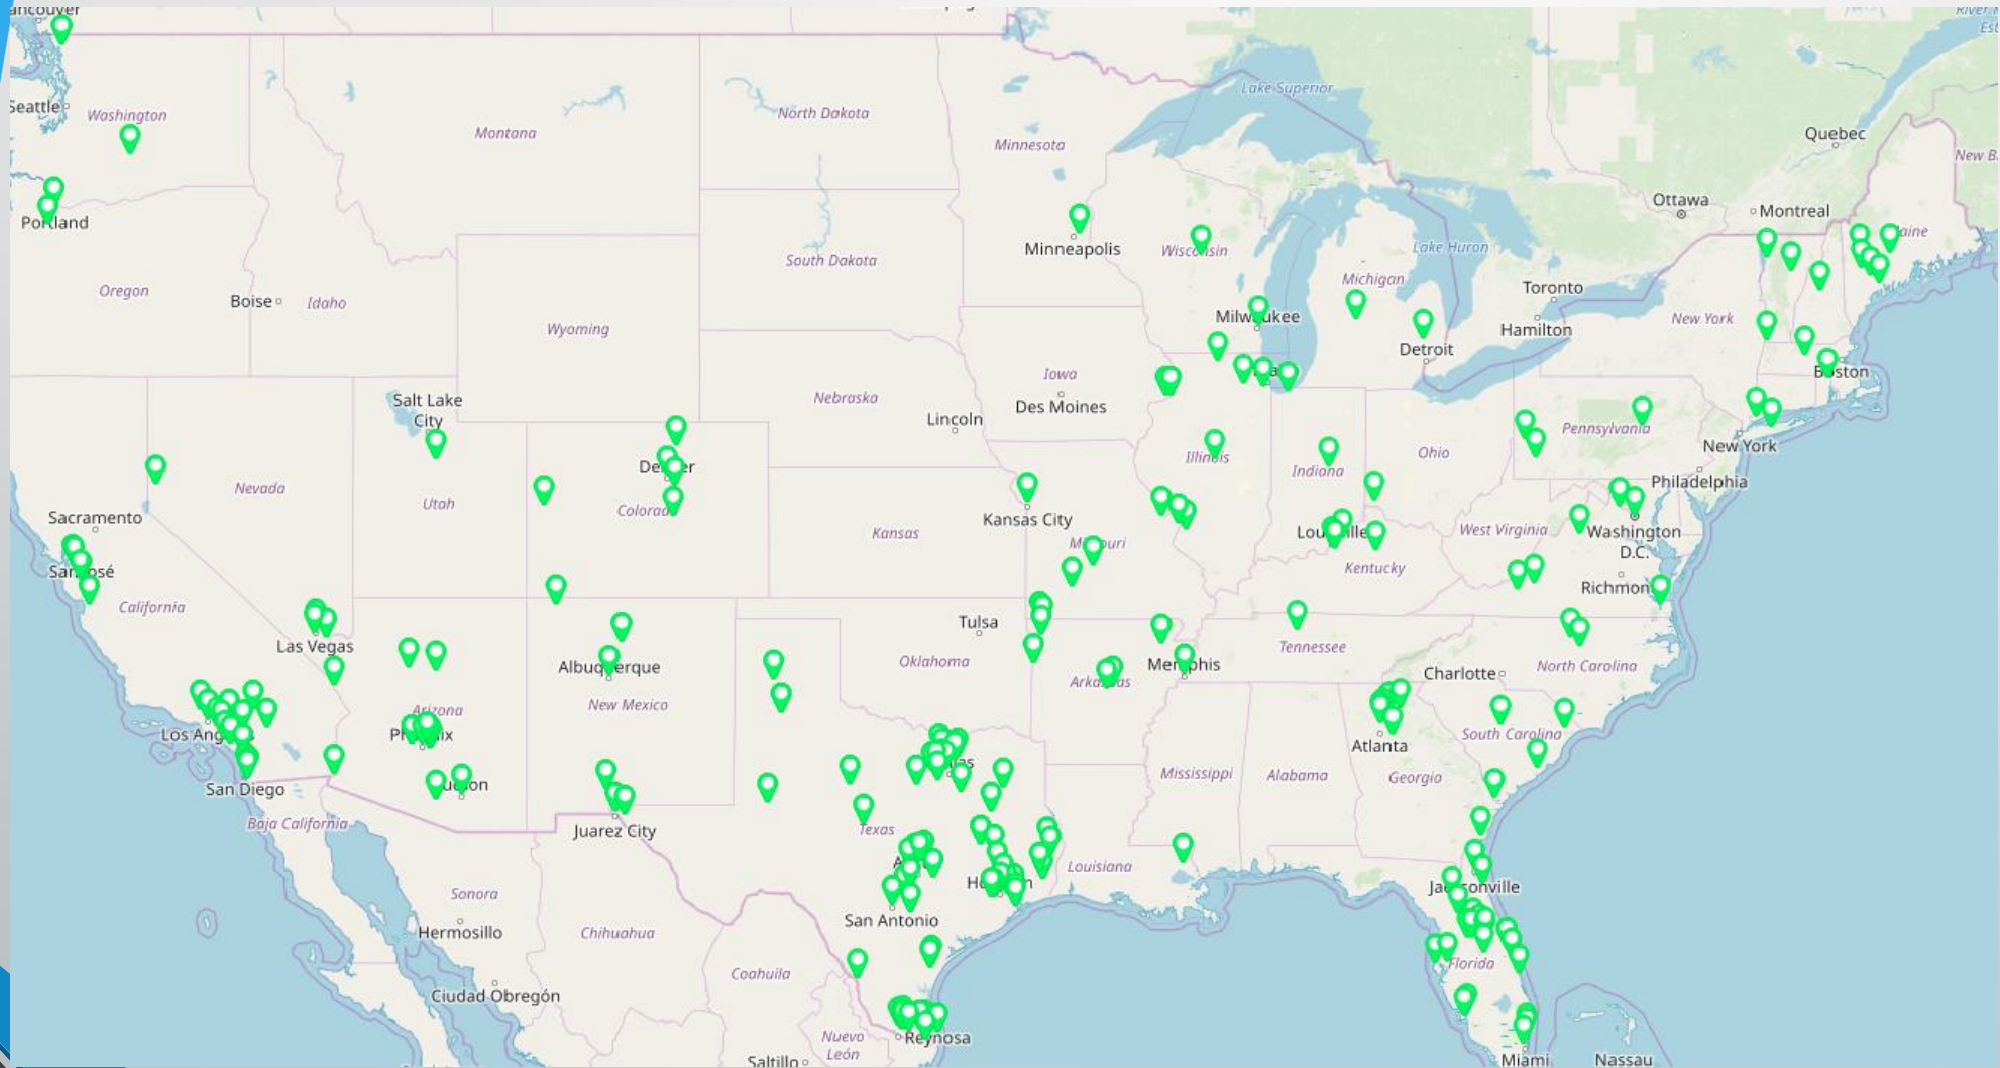 Seattle
Washington
Portland
Oregon
Boise
Idaho
Montana
North Dakota
Minnesota
Lake Superior
Quebec
Ottawa
Montreal
Minneapolis
Wisconsin
South Dakota
Lake Huron
Michigan
Toronto
Hamilton
New York
Wyoming
Milwaukee
Detroit
Boston
Salt Lake
City
Nebraska
Iowa
Lincoln
Des Moines
Pennsylvania
New York
Philadelphia
Nevada
Utah
Illinois
Indiana
Ohio
Sacramento
Kansas
Kansas City
West Virginia
Washington
D.C.
Kentucky
California
Las Vegas
Tulsa
Tennessee
Albuquerque
Oklahoma
New Mexico
Charlotte
North Carolina
Arizona
South Carolina
Atlanta
Georgia
Mississippi
Alabama
San Diego
Baja California
Juarez City
Texas
Louisiana
Sonora
San Antonio
Hermosillo
Chihuahua
Coahuila
Florida
Ciudad Obregón
Nuevo
León
Reynosa
Saltillo
Miami
Nassau